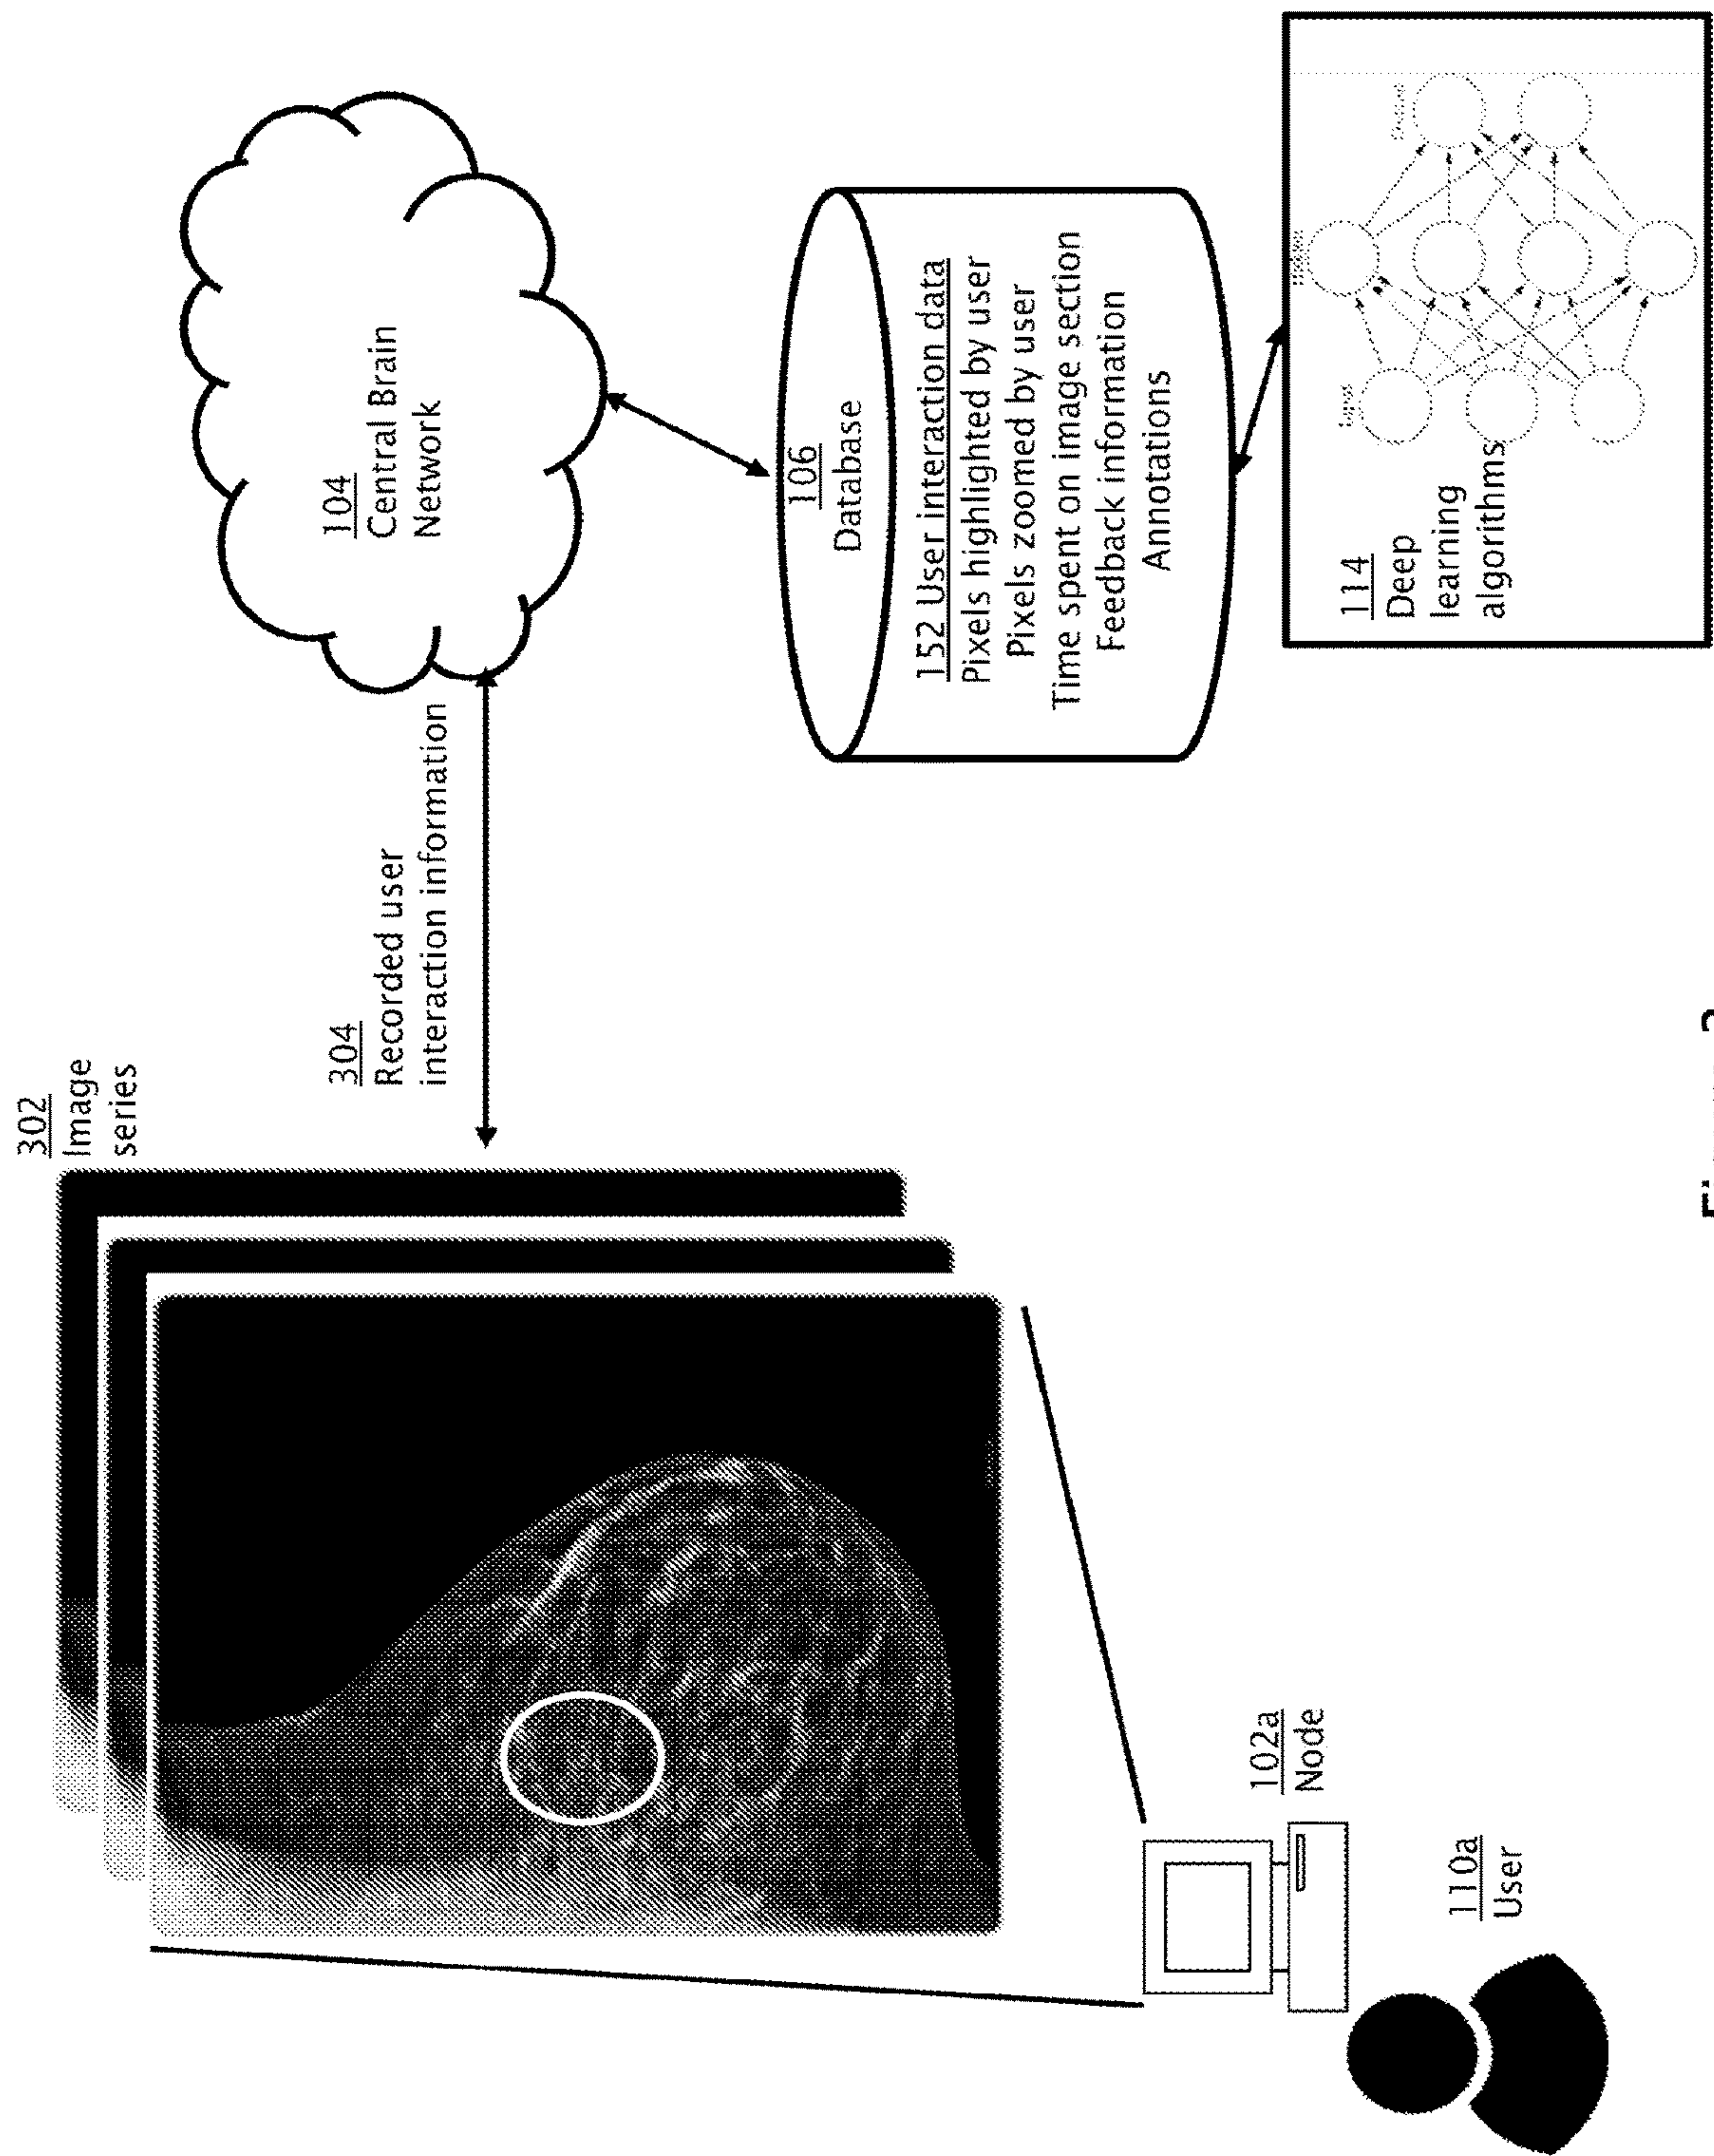 302
Image
series
304
Recorded user
interaction information
104
Central Brain
Network
106
Database
152 User interaction data
Pixels highlighted by user
Pixels zoomed by user
Time spent on image section
Feedback information
Annotations
114
Deep
learning
algorithms
102a
Node
110a
User